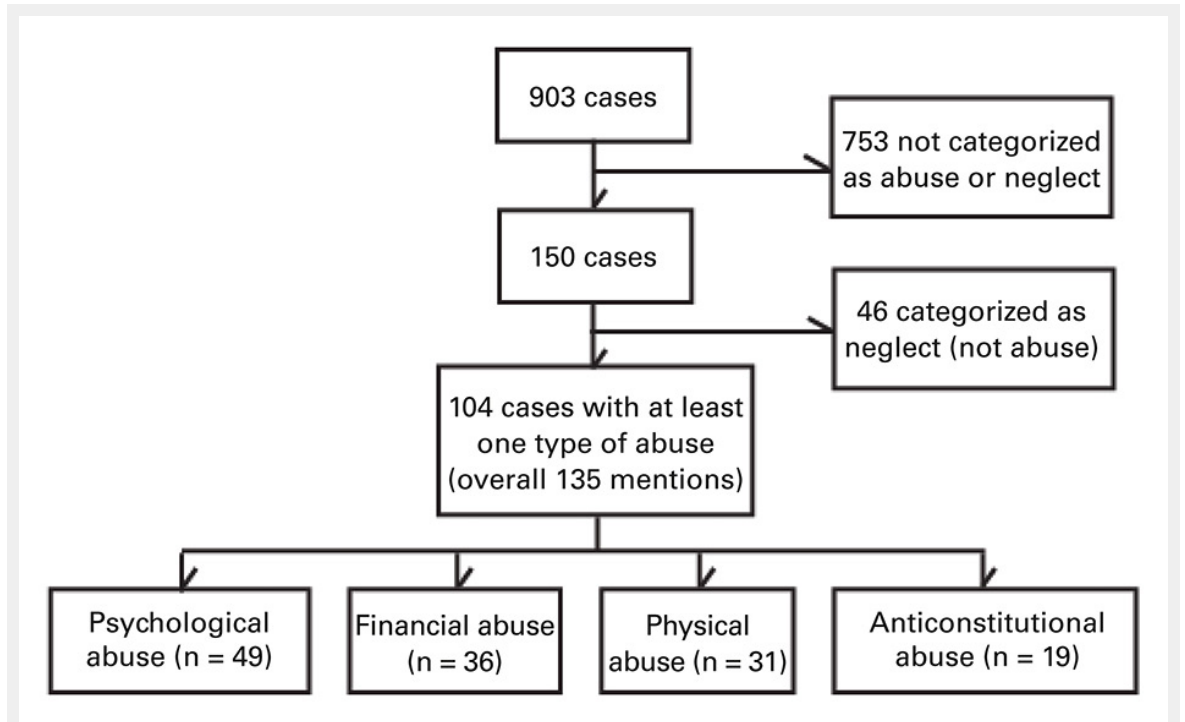 903 cases
753 not categorized
as abuse or neglect
150 cases
46 categorized as
neglect (not abuse)
104 cases with at least
one type of abuse
(overall 135 mentions)
Psychological
abuse (n = 49)
Financial abuse
(n = 36)
Physical
abuse (n = 31)
Anticonstitutional
abuse (n = 19)